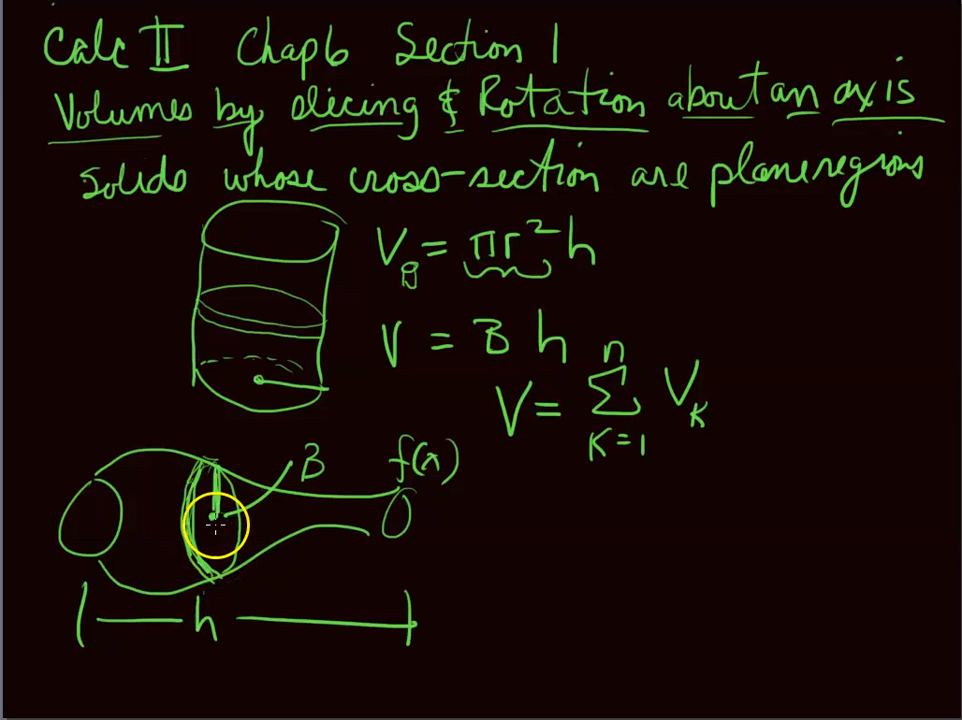 Calc II Chap6 Section 1
Volumes by slicing & Rotation about an axis
solids whose cross-section are plane regions
V = πr²h
V = B h
n
V = Σ V_K
K=1
B f(x)
h